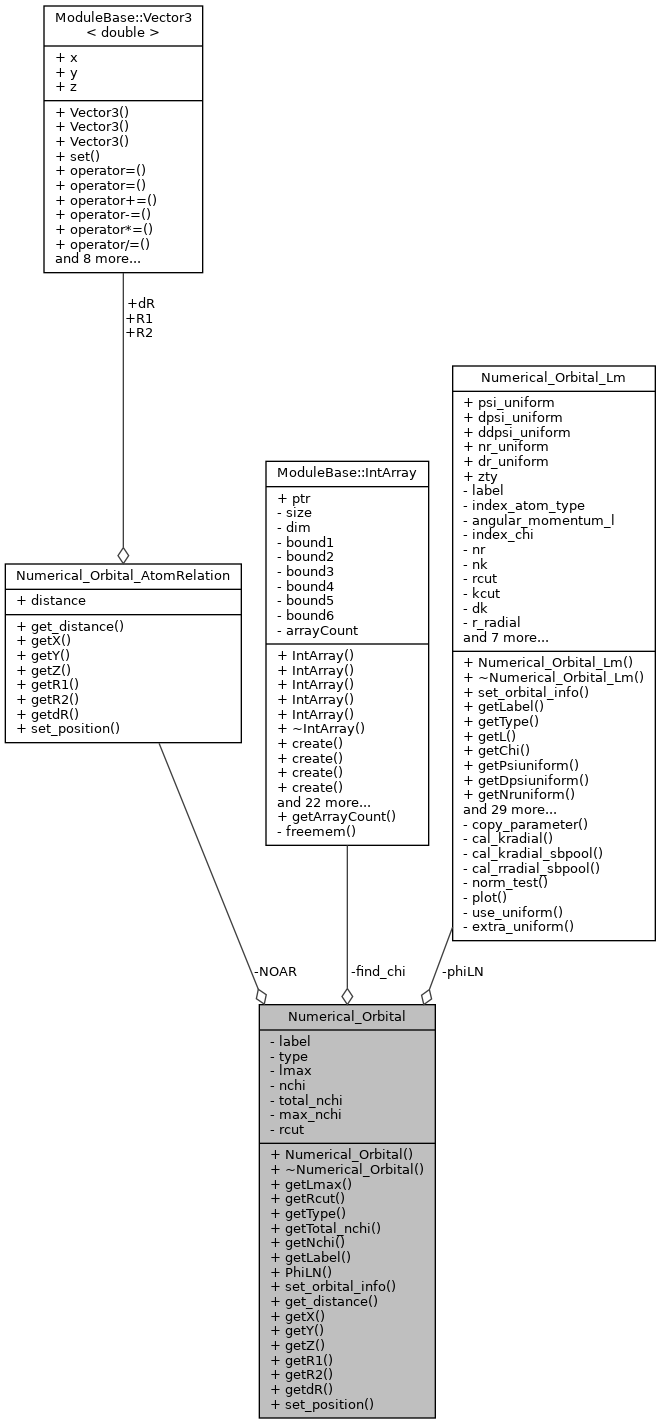 ModuleBase::Vector3
< double >
+ x
+ y
+ z
+ Vector3()
+ Vector3()
+ Vector3()
+ set()
+ operator=()
+ operator=()
+ operator+=()
+ operator-=()
+ operator*=()
+ operator/=()
and 8 more...
+dR
+R1
+R2
Numerical_Orbital_AtomRelation
+ distance
+ get_distance()
+ getX()
+ getY()
+ getZ()
+ getR1()
+ getR2()
+ getdR()
+ set_position()
ModuleBase::IntArray
+ ptr
- size
- dim
- bound1
- bound2
- bound3
- bound4
- bound5
- bound6
- arrayCount
+ IntArray()
+ IntArray()
+ IntArray()
+ IntArray()
+ IntArray()
+ ~IntArray()
+ create()
+ create()
+ create()
+ create()
and 22 more...
+ getArrayCount()
- freemem()
Numerical_Orbital_Lm
+ psi_uniform
+ dpsi_uniform
+ ddpsi_uniform
+ nr_uniform
+ dr_uniform
+ zty
- label
- index_atom_type
- angular_momentum_l
- index_chi
- nr
- nk
- rcut
- kcut
- dk
- r_radial
and 7 more...
+ Numerical_Orbital_Lm()
+ ~Numerical_Orbital_Lm()
+ set_orbital_info()
+ getLabel()
+ getType()
+ getL()
+ getChi()
+ getPsiuniform()
+ getDpsiuniform()
+ getNruniform()
and 29 more...
- copy_parameter()
- cal_kradial()
- cal_kradial_sbpool()
- cal_rradial_sbpool()
- norm_test()
- plot()
- use_uniform()
- extra_uniform()
-NOAR
-find_chi
-phiLN
Numerical_Orbital
- label
- type
- lmax
- nchi
- total_nchi
- max_nchi
- rcut
+ Numerical_Orbital()
+ ~Numerical_Orbital()
+ getLmax()
+ getRcut()
+ getType()
+ getTotal_nchi()
+ getNchi()
+ getLabel()
+ PhiLN()
+ set_orbital_info()
+ get_distance()
+ getX()
+ getY()
+ getZ()
+ getR1()
+ getR2()
+ getdR()
+ set_position()